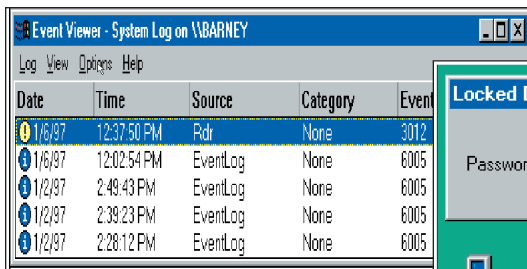 Event Viewer - System Log on \\BARNEY
Log View Options Help
Date Time Source Category Event
1/6/97 12:37:50 PM Rdr None 3012
1/6/97 12:02:54 PM EventLog None 6005
1/2/97 2:49:43 PM EventLog None 6005
1/2/97 2:39:23 PM EventLog None 6005
1/2/97 2:28:12 PM EventLog None 6005
Locked
Passwor